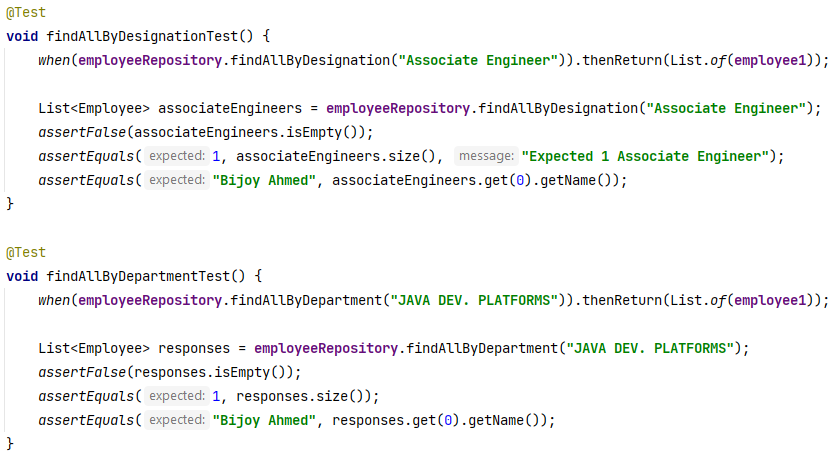 @Test
void findAllByDesignationTest() {
when(employeeRepository.findAllByDesignation("Associate Engineer")).thenReturn(List.of(employee1));
List<Employee> associateEngineers = employeeRepository.findAllByDesignation("Associate Engineer");
assertFalse(associateEngineers.isEmpty());
assertEquals( expected: 1, associateEngineers.size(), message: "Expected 1 Associate Engineer");
assertEquals( expected: "Bijoy Ahmed", associateEngineers.get(0).getName());
}
@Test
void findAllByDepartmentTest() {
when(employeeRepository.findAllByDepartment("JAVA DEV. PLATFORMS")).thenReturn(List.of(employee1));
List<Employee> responses = employeeRepository.findAllByDepartment("JAVA DEV. PLATFORMS");
assertFalse(responses.isEmpty());
assertEquals( expected: 1, responses.size());
assertEquals( expected: "Bijoy Ahmed", responses.get(0).getName());
}